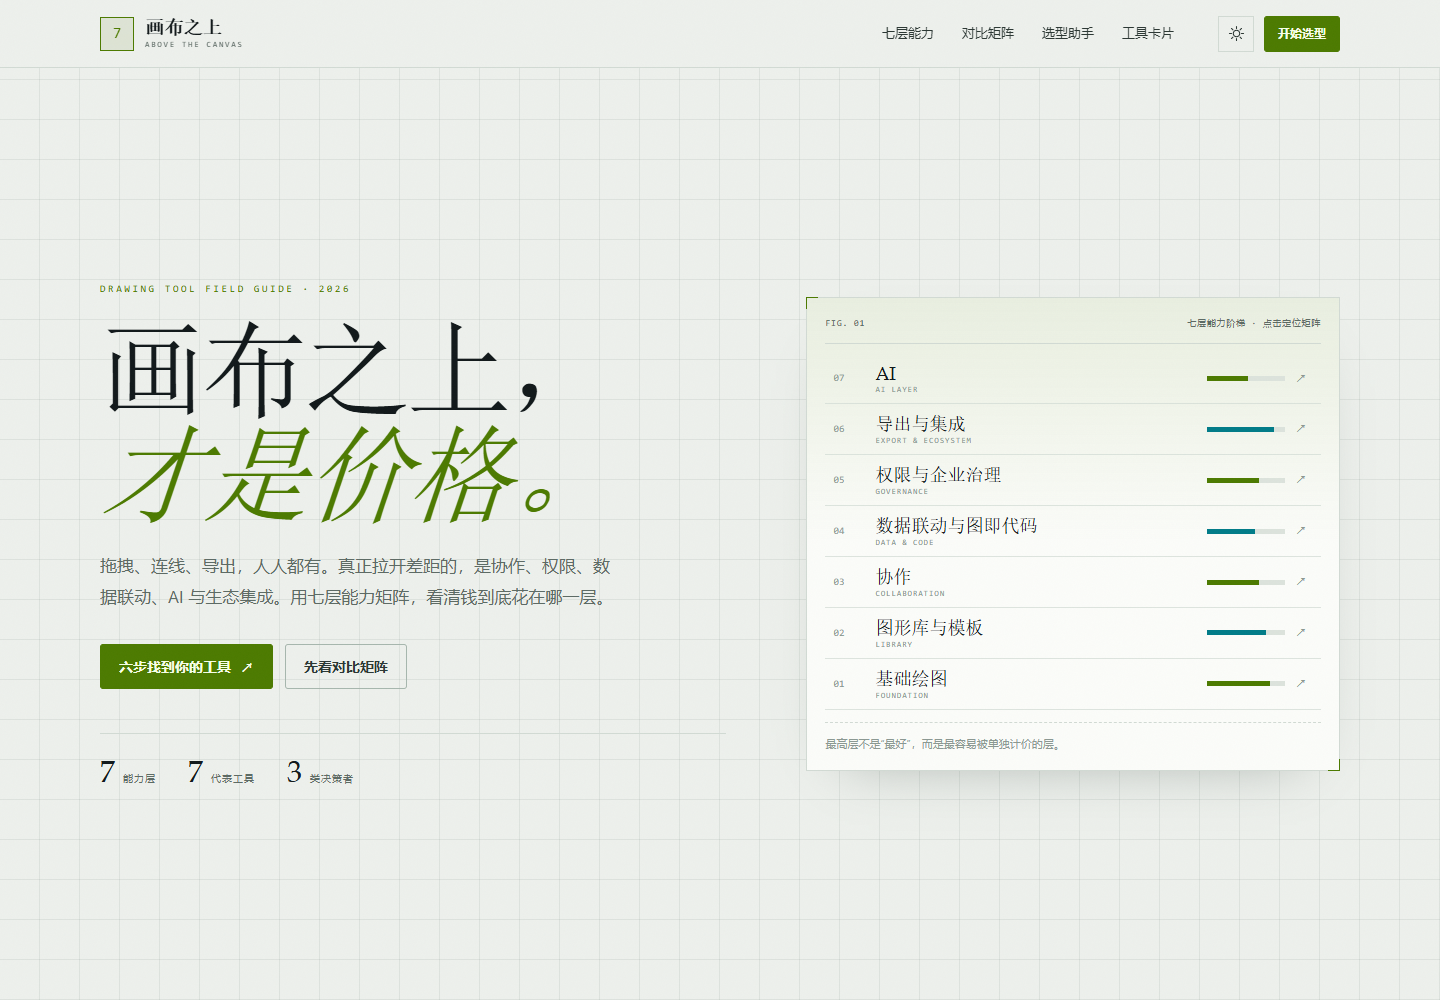 7
画布之上
ABOVE THE CANVAS
七层能力
对比矩阵
选型助手
工具卡片
开始选型
DRAWING TOOL FIELD GUIDE · 2026
画布之上，
才是价格。
拖拽、连线、导出，人人都有。真正拉开差距的，是协作、权限、数
据联动、AI 与生态集成。用七层能力矩阵，看清钱到底花在哪一层。
六步找到你的工具 ↗
先看对比矩阵
7 能力层
7 代表工具
3 类决策者
FIG. 01
七层能力阶梯 · 点击定位矩阵
07 AI ↗
AI LAYER
06 导出与集成 ↗
EXPORT & ECOSYSTEM
05 权限与企业治理 ↗
GOVERNANCE
04 数据联动与图即代码 ↗
DATA & CODE
03 协作 ↗
COLLABORATION
02 图形库与模板 ↗
LIBRARY
01 基础绘图 ↗
FOUNDATION
最高层不是“最好”，而是最容易被单独计价的层。